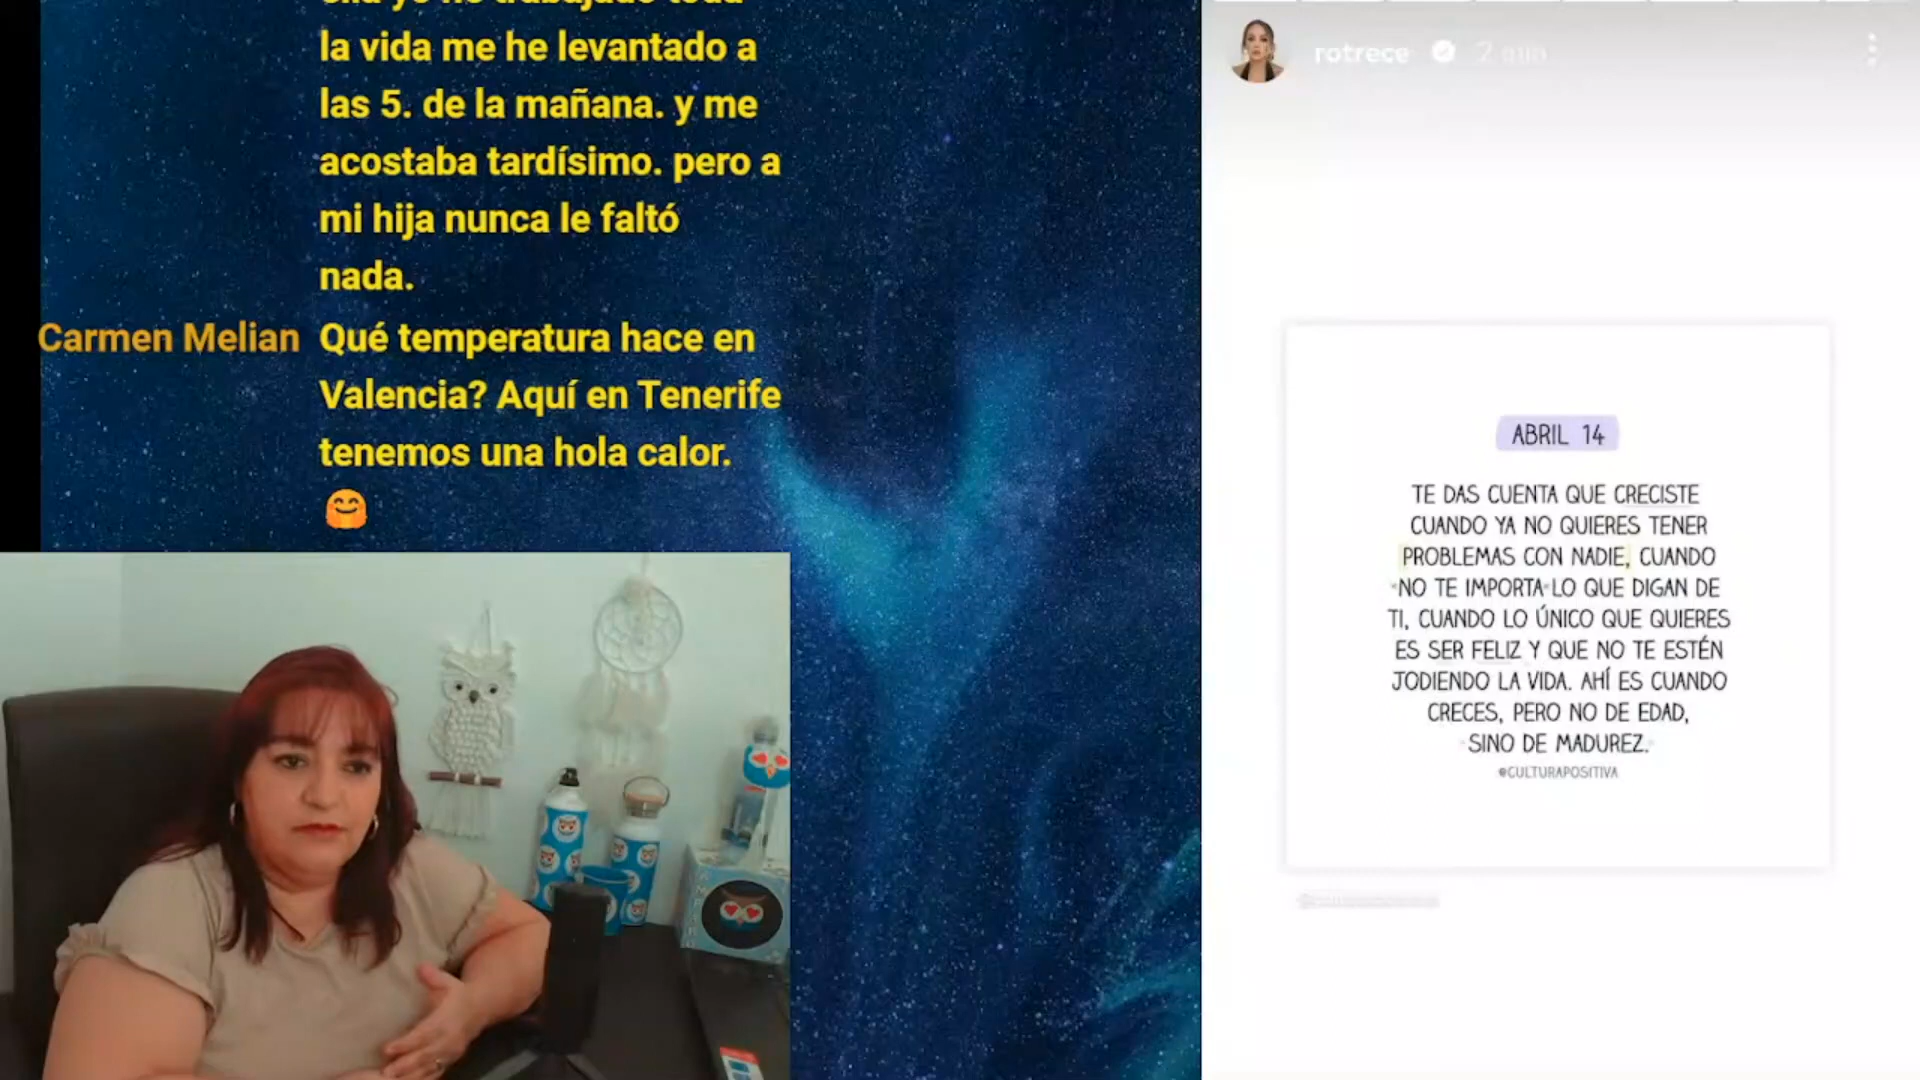 la vida me he levantado a
las 5. de la mañana. y me
acostaba tardísimo. pero a
mi hija nunca le faltó
nada.
Carmen Melian Qué temperatura hace en
Valencia? Aquí en Tenerife
tenemos una hola calor.
🤗
rotrece 2 min
ABRIL 14
TE DAS CUENTA QUE CRECISTE
CUANDO YA NO QUIERES TENER
PROBLEMAS CON NADIE, CUANDO
NO TE IMPORTA LO QUE DIGAN DE
TI, CUANDO LO ÚNICO QUE QUIERES
ES SER FELIZ Y QUE NO TE ESTÉN
JODIENDO LA VIDA. AHÍ ES CUANDO
CRECES, PERO NO DE EDAD,
SINO DE MADUREZ.
@CULTURAPOSITIVA